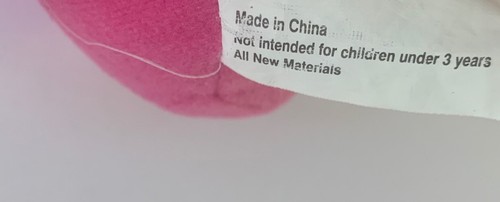 Made in China
Not intended for children under 3 years
All New Materials